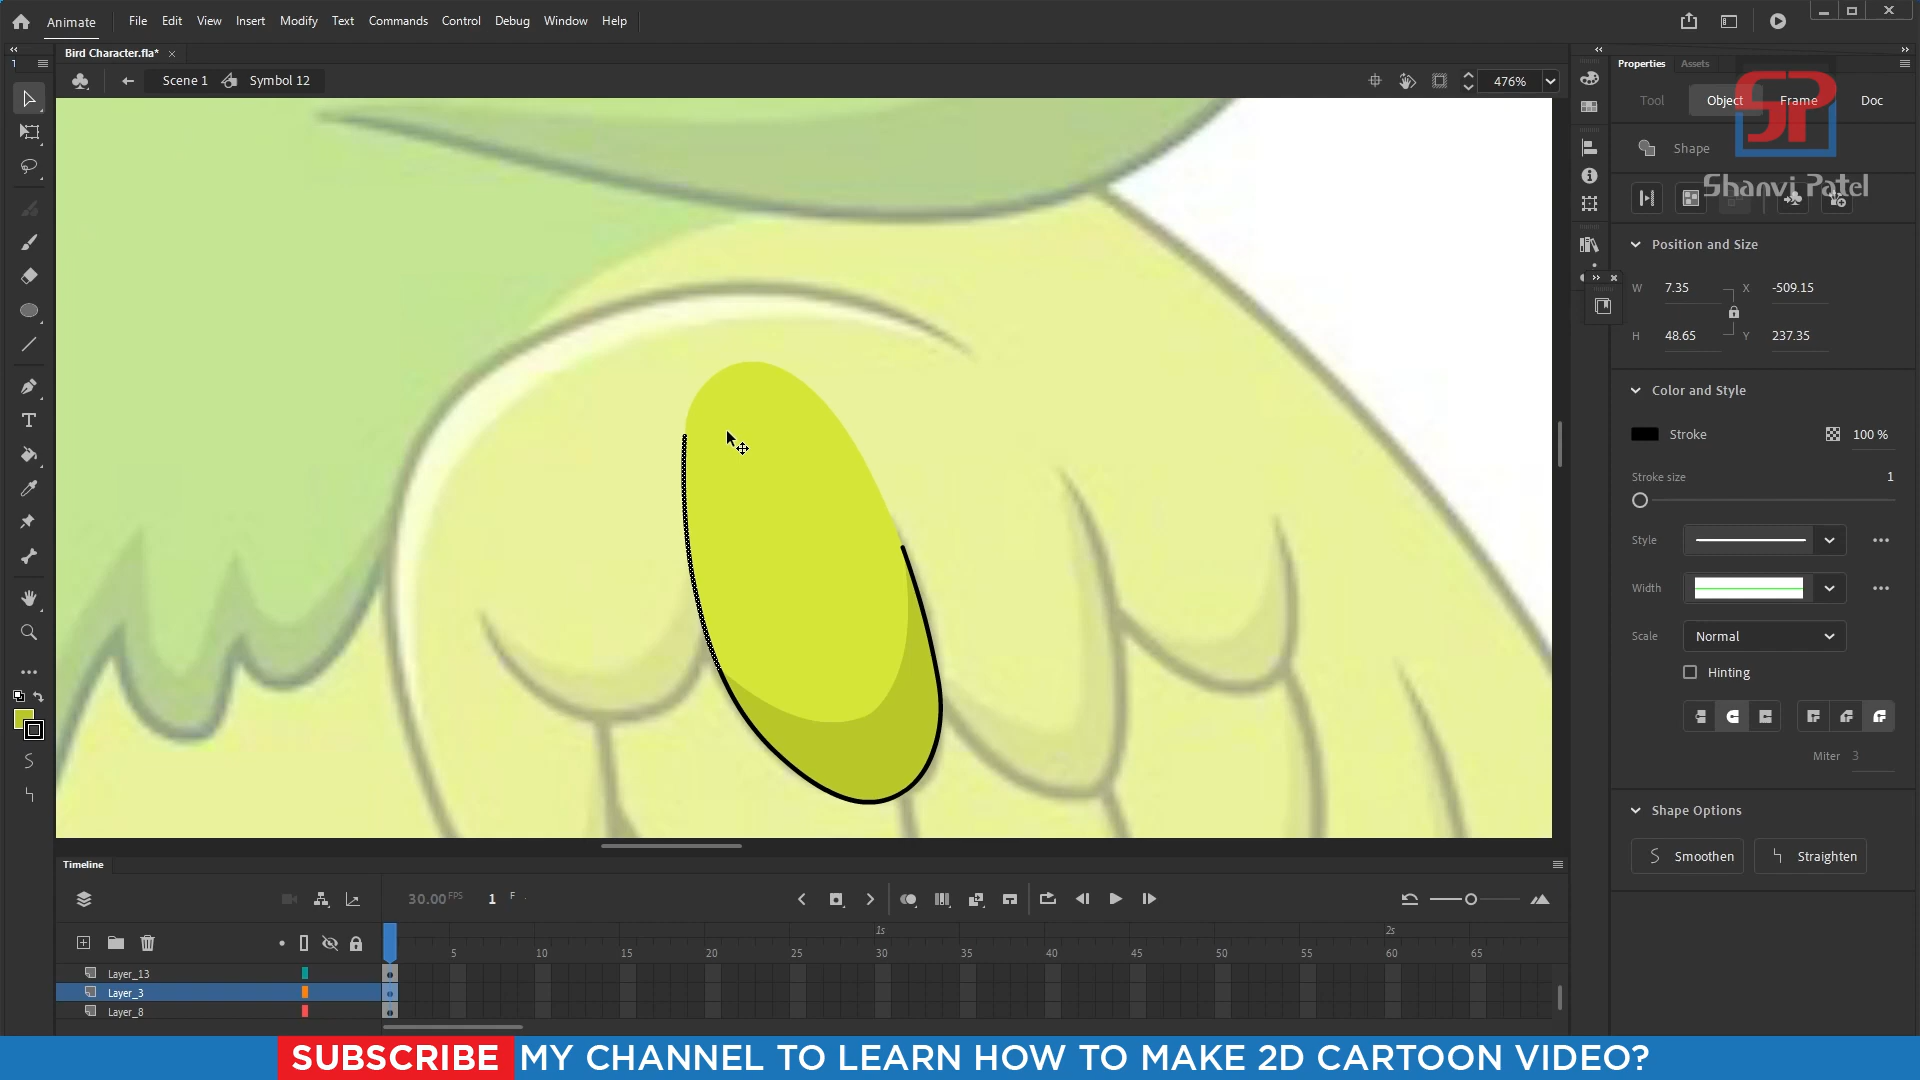 Animate
File Edit View Insert Modify Text Commands Control Debug Window Help
Bird Character.fla*
Scene 1
Symbol 12
476%
Properties
Assets
Tool
Object
Frame
Doc
SP
Shape
Shanvi Patel
Position and Size
W 7.35 X -509.15
H 48.65 Y 237.35
Color and Style
Stroke
100 %
Stroke size
1
Style
Width
Scale
Normal
Hinting
Miter 3
Shape Options
Smoothen
Straighten
Timeline
30.00 FPS
1 F
1s 2s
5 10 15 20 25 30 35 40 45 50 55 60 65
Layer_13
Layer_3
Layer_8
SUBSCRIBE MY CHANNEL TO LEARN HOW TO MAKE 2D CARTOON VIDEO?